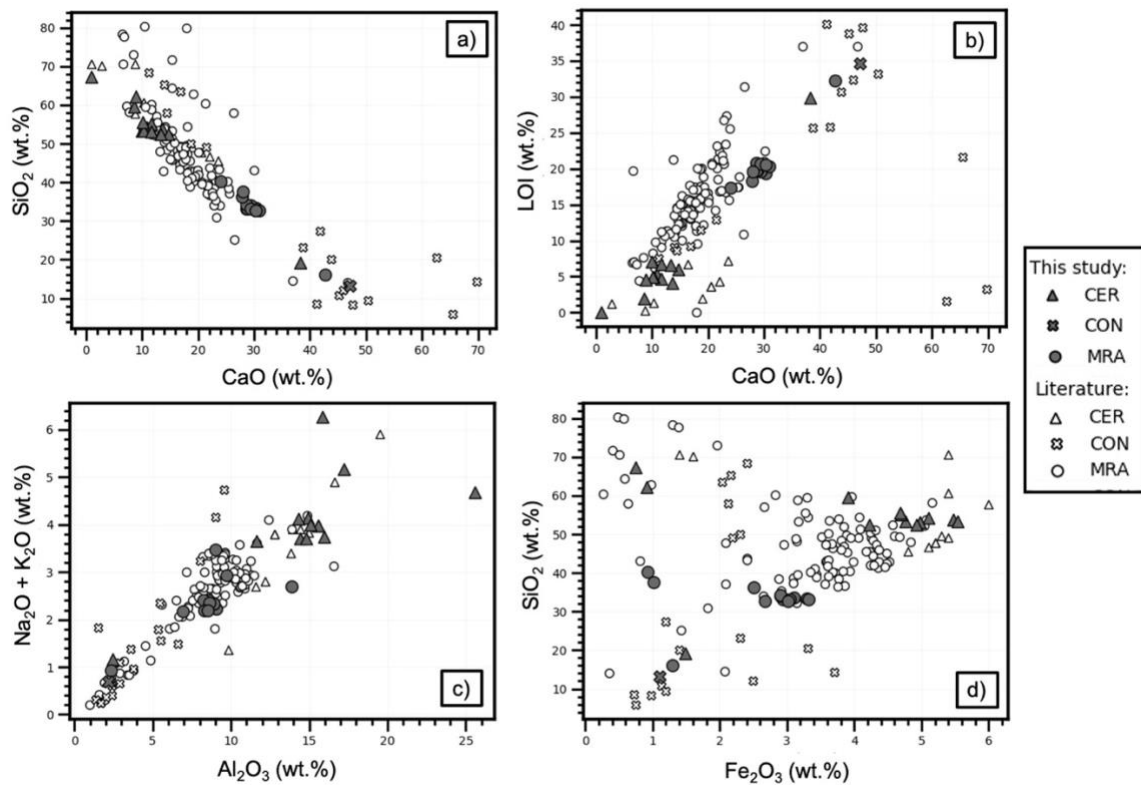 a)
80
70
60
50
40
30
20
10
SiO₂ (wt.%)
0 10 20 30 40 50 60 70
CaO (wt.%)
b)
40
35
30
25
20
15
10
5
0
LOI (wt.%)
0 10 20 30 40 50 60 70
CaO (wt.%)
This study:
CER
CON
MRA
Literature:
CER
CON
MRA
6
5
4
3
2
1
0
Na₂O + K₂O (wt.%)
c)
0 5 10 15 20 25
Al₂O₃ (wt.%)
80
70
60
50
40
30
20
10
SiO₂ (wt.%)
d)
0 1 2 3 4 5 6
Fe₂O₃ (wt.%)